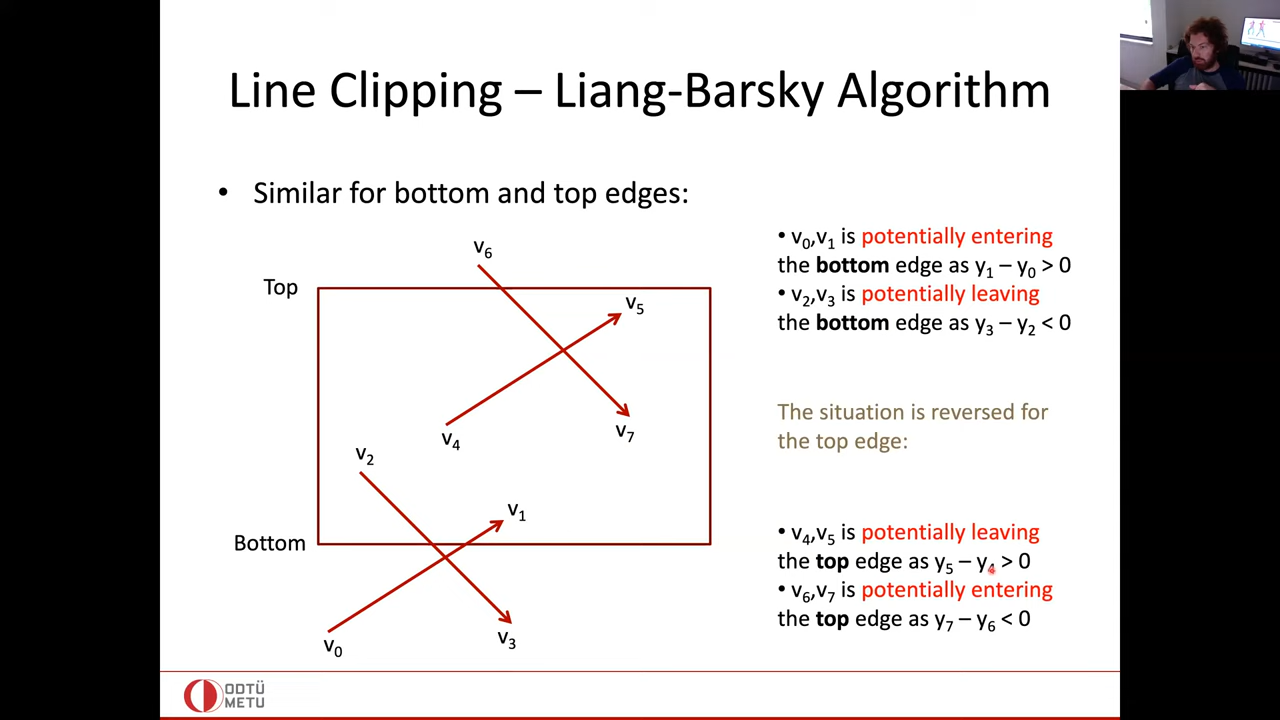 Line Clipping – Liang-Barsky Algorithm
• Similar for bottom and top edges:
v₆
Top
v₅
v₄
v₇
v₂
v₁
Bottom
v₀
v₃
• v₀,v₁ is potentially entering
the bottom edge as y₁ – y₀ > 0
• v₂,v₃ is potentially leaving
the bottom edge as y₃ – y₂ < 0
The situation is reversed for
the top edge:
• v₄,v₅ is potentially leaving
the top edge as y₅ – y₄ > 0
• v₆,v₇ is potentially entering
the top edge as y₇ – y₆ < 0
ODTÜ
METU